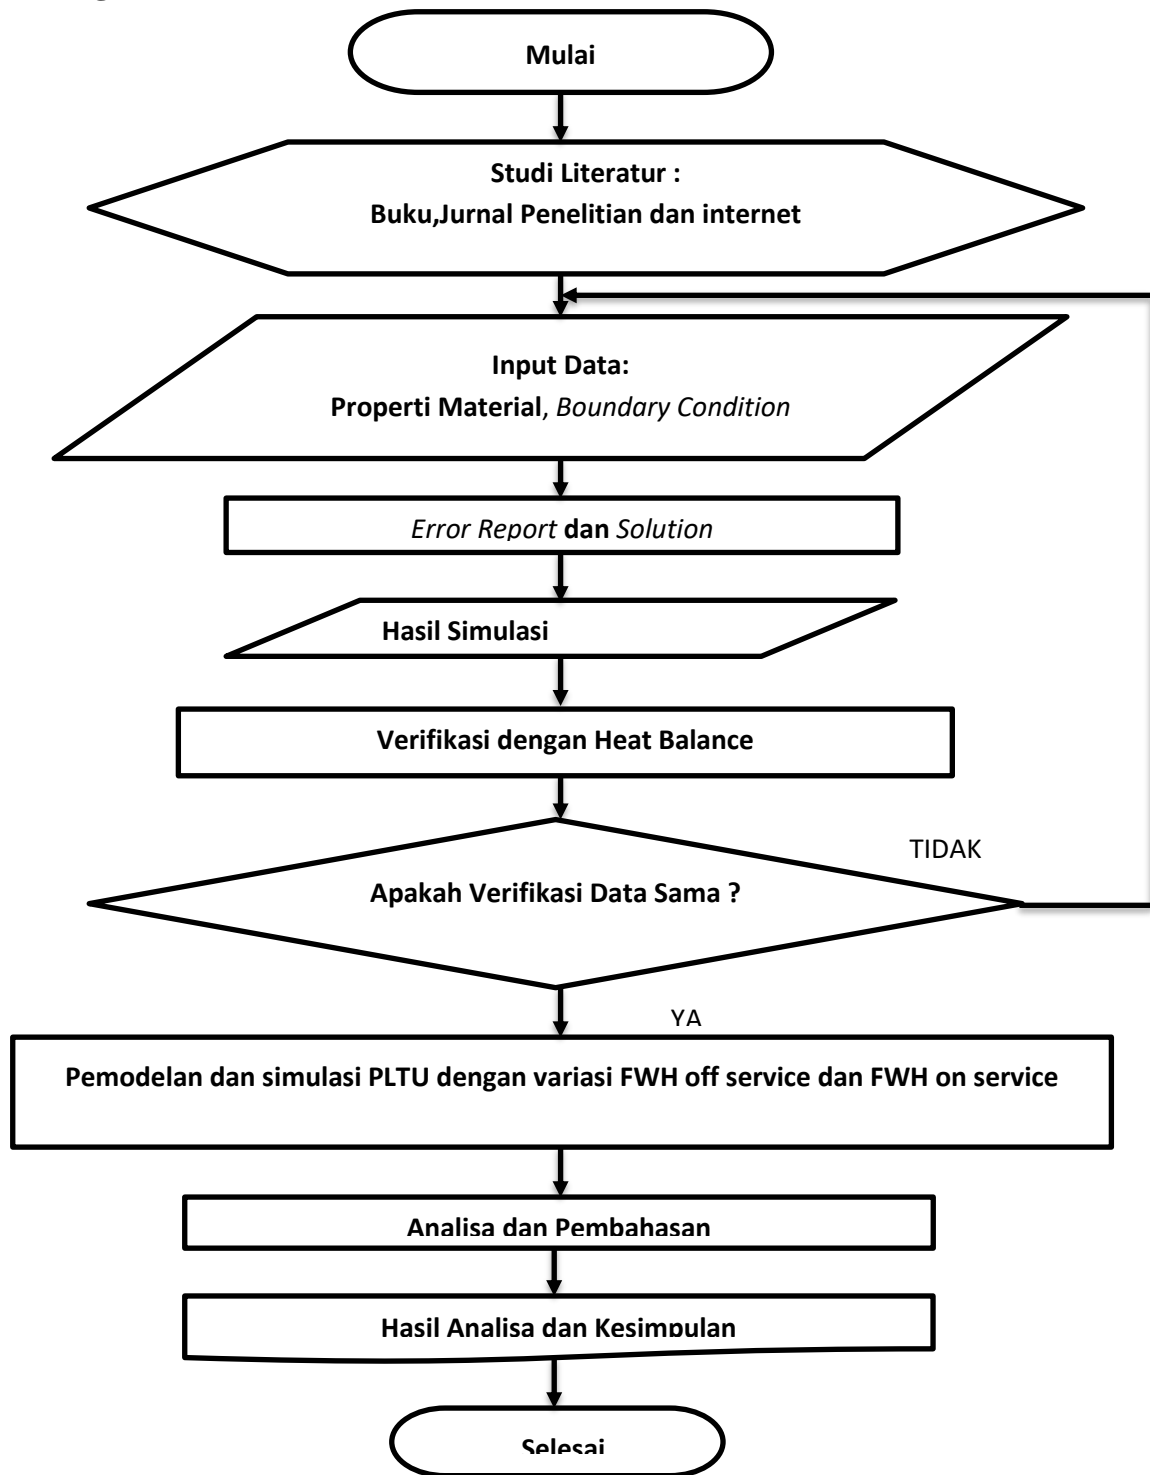 Mulai
Studi Literatur :
Buku,Jurnal Penelitian dan internet
Input Data:
Properti Material, Boundary Condition
Error Report dan Solution
Hasil Simulasi
Verifikasi dengan Heat Balance
TIDAK
Apakah Verifikasi Data Sama ?
YA
Pemodelan dan simulasi PLTU dengan variasi FWH off service dan FWH on service
Analisa dan Pembahasan
Hasil Analisa dan Kesimpulan
Selesai